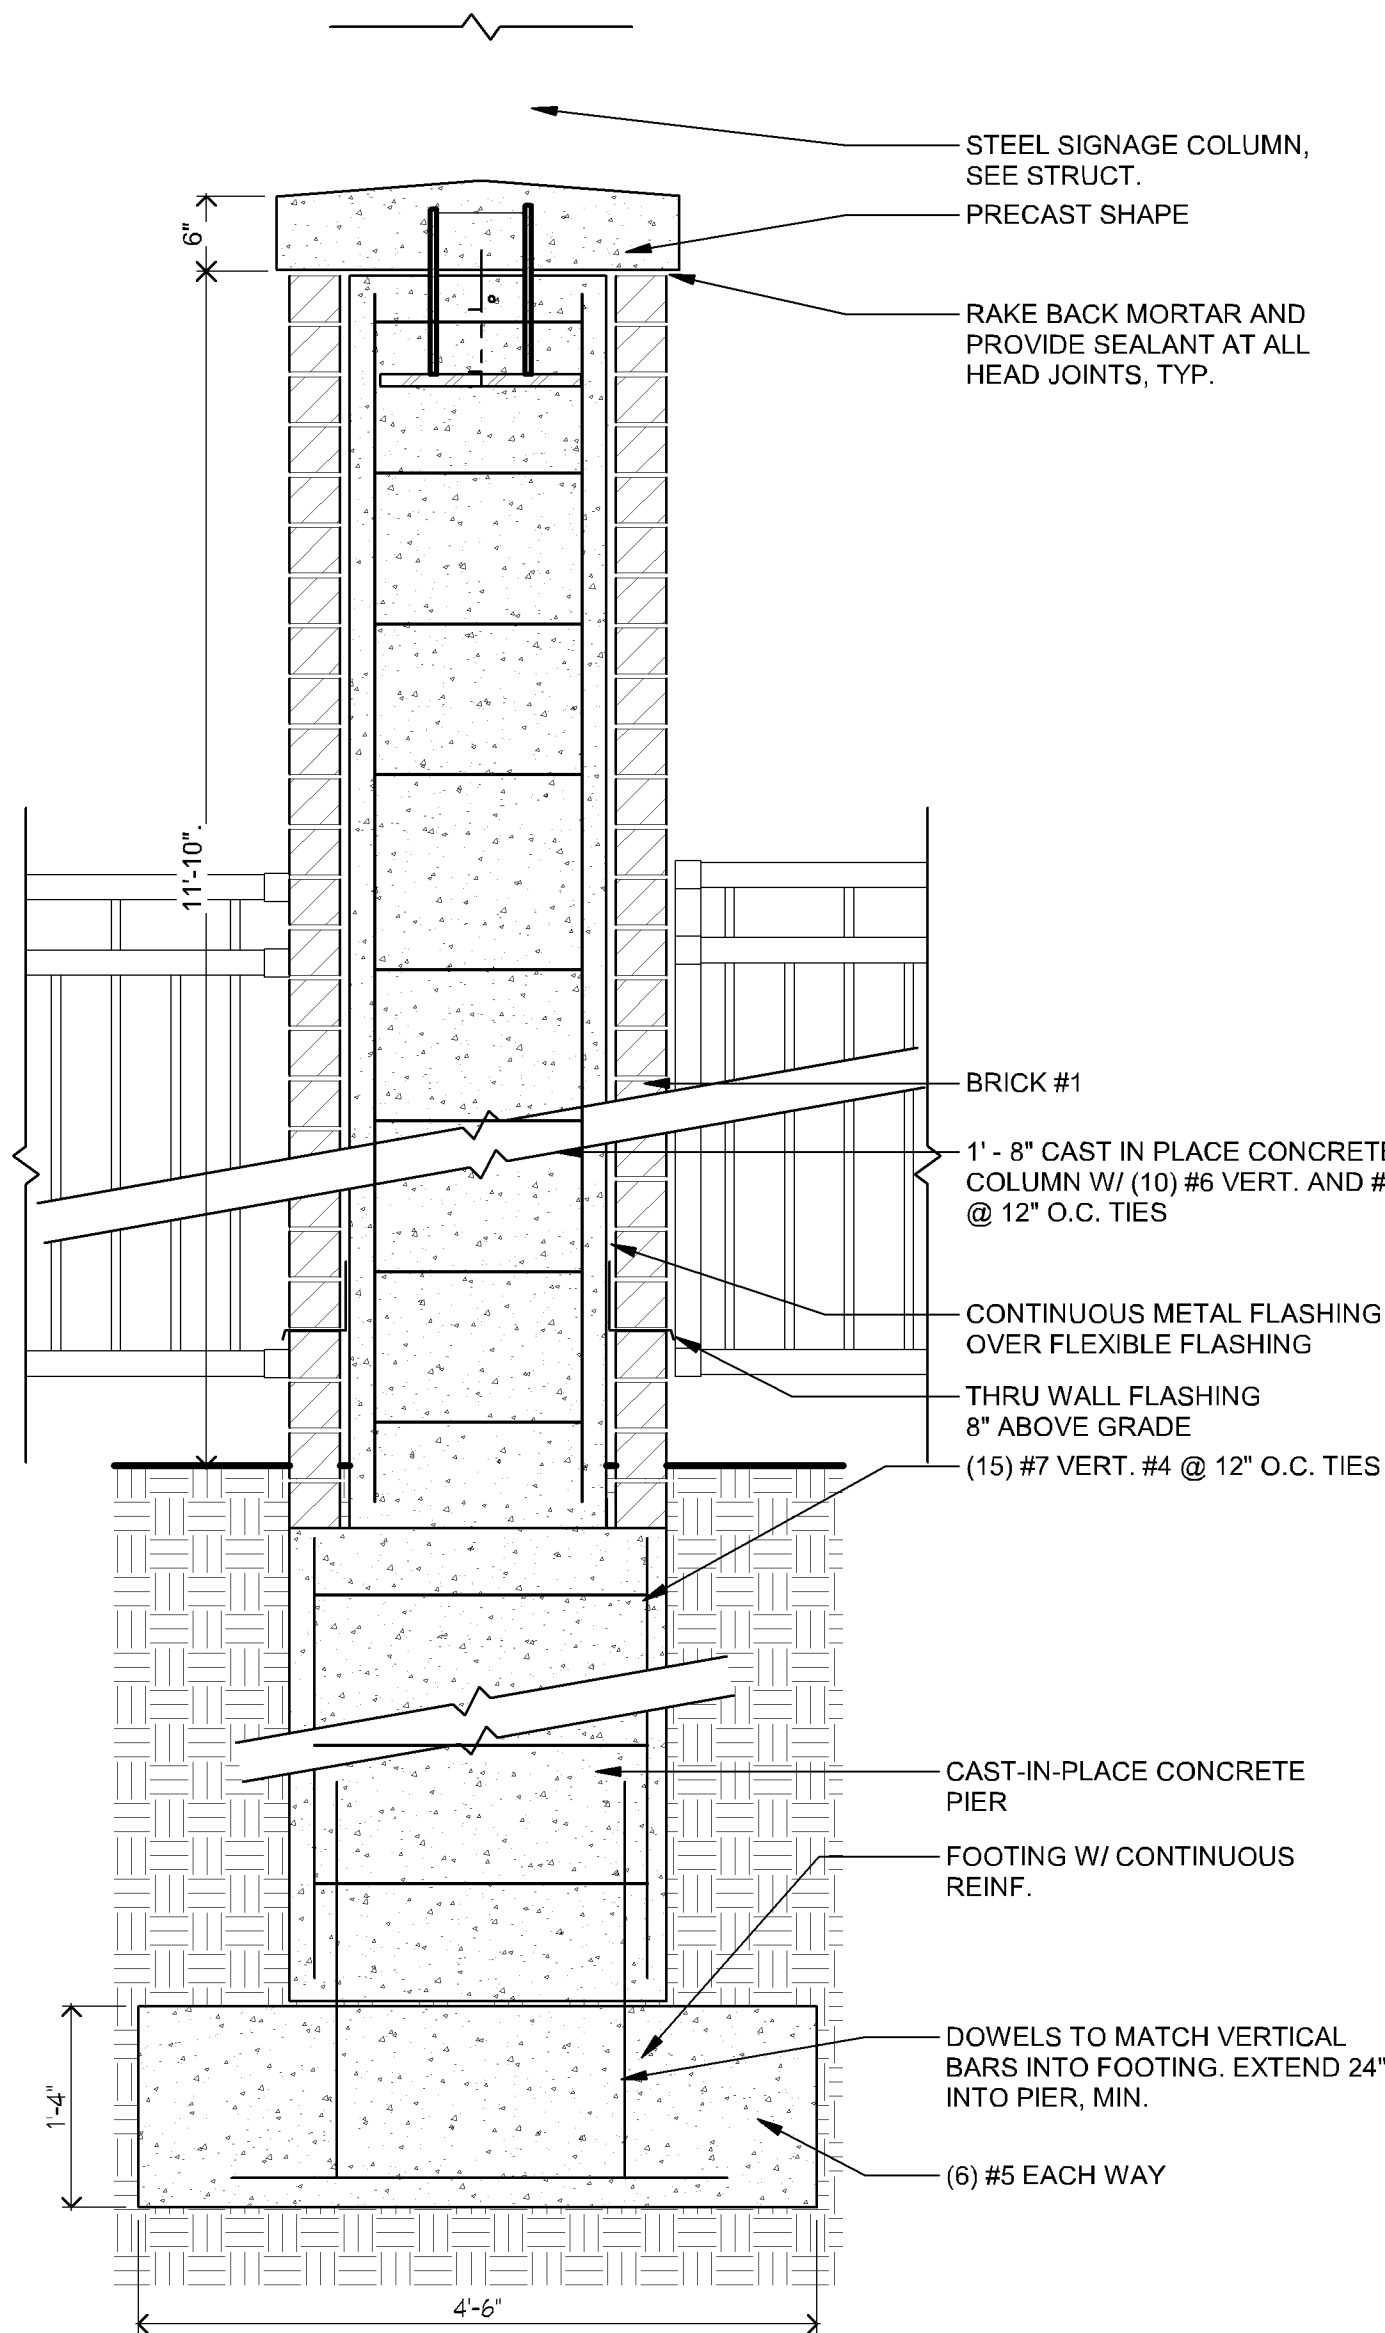 STEEL SIGNAGE COLUMN,
SEE STRUCT.
PRECAST SHAPE
6"
RAKE BACK MORTAR AND
PROVIDE SEALANT AT ALL
HEAD JOINTS, TYP.
11'-10".
BRICK #1
1' - 8" CAST IN PLACE CONCRETE
COLUMN W/ (10) #6 VERT. AND #
@ 12" O.C. TIES
CONTINUOUS METAL FLASHING
OVER FLEXIBLE FLASHING
THRU WALL FLASHING
8" ABOVE GRADE
(15) #7 VERT. #4 @ 12" O.C. TIES
CAST-IN-PLACE CONCRETE
PIER
FOOTING W/ CONTINUOUS
REINF.
1'-4"
DOWELS TO MATCH VERTICAL
BARS INTO FOOTING. EXTEND 24"
INTO PIER, MIN.
(6) #5 EACH WAY
4'-6"